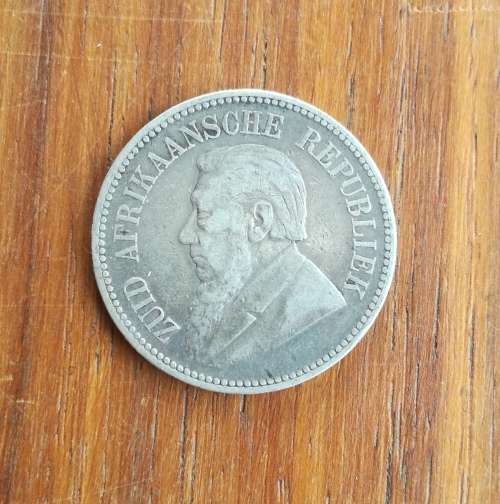 ZUID AFRIKAANSCHE REPUBLIEK